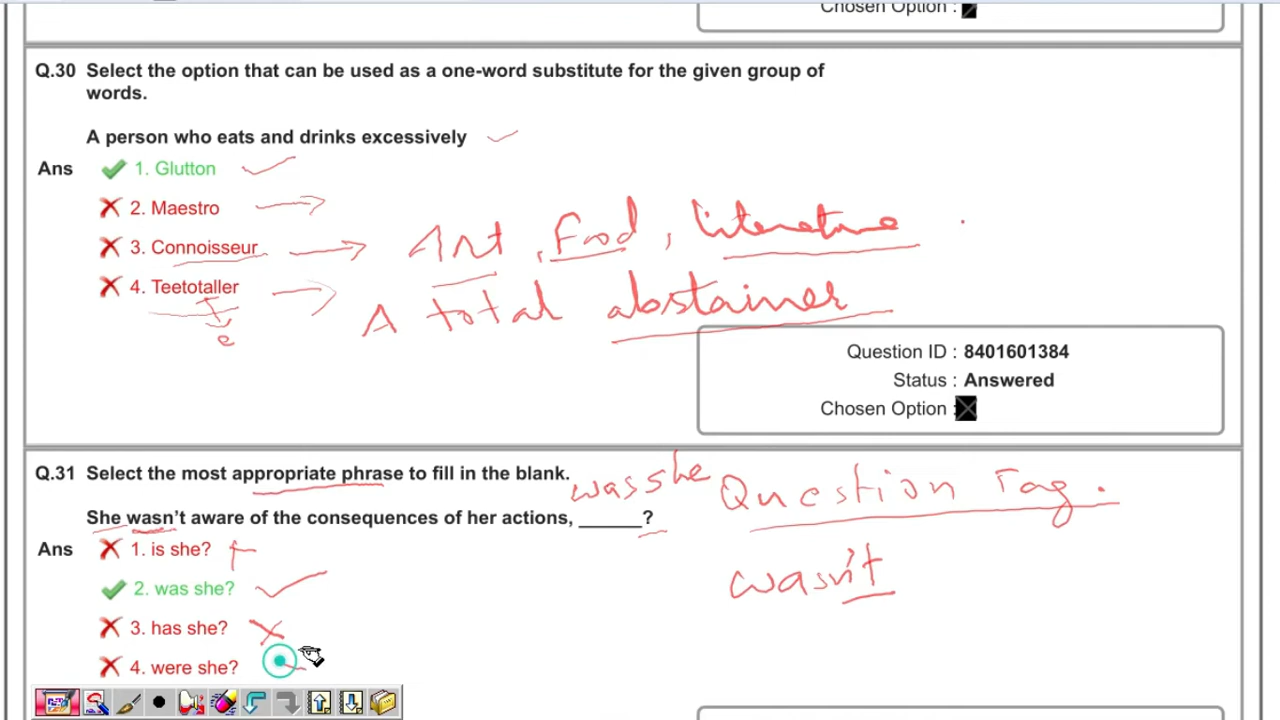 Chosen Option :
Q.30 Select the option that can be used as a one-word substitute for the given group of
words.
A person who eats and drinks excessively
Ans 1. Glutton
2. Maestro
3. Connoisseur
Art, Food, literature
4. Teetotaller
T
e
A total abstainer
Question ID : 8401601384
Status : Answered
Chosen Option :
Q.31 Select the most appropriate phrase to fill in the blank.
was she
Question Tag.
She wasn't aware of the consequences of her actions, ______?
Ans 1. is she?
wasn't
2. was she?
3. has she?
4. were she?